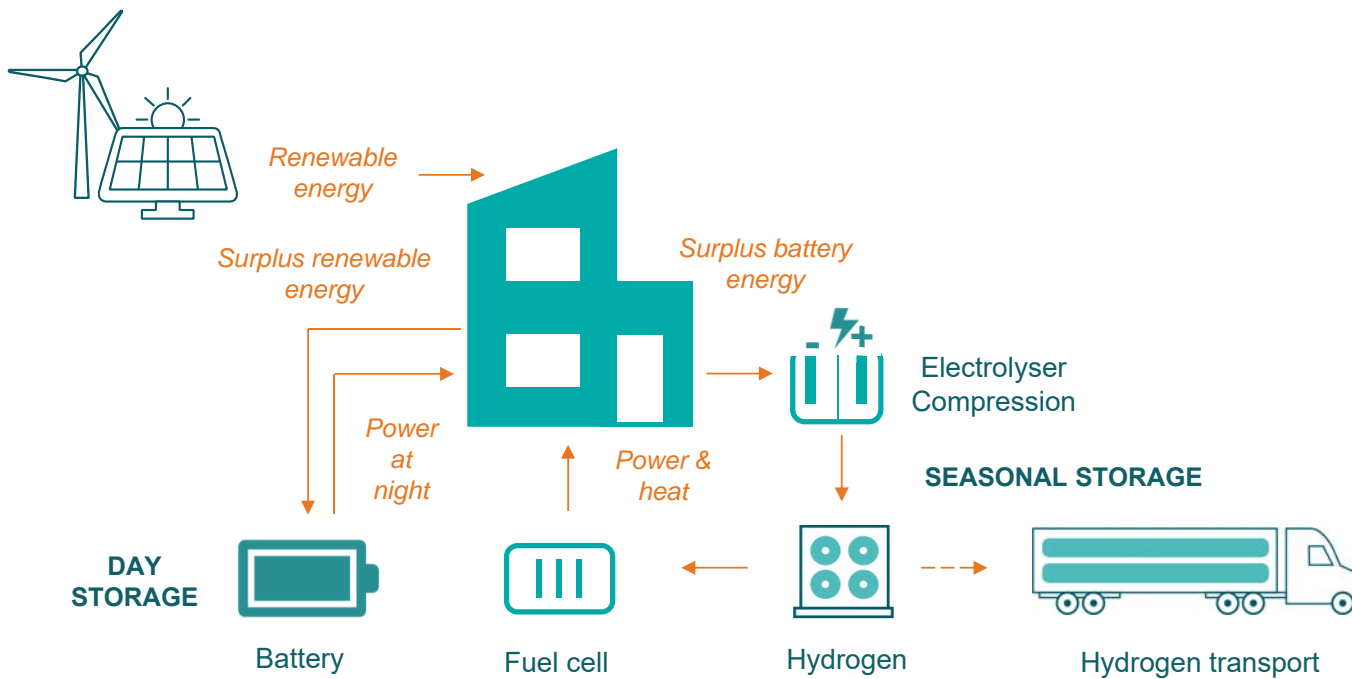 Renewable
energy
Surplus renewable
energy
Surplus battery
energy
- +
Electrolyser
Compression
Power
at
night
Power &
heat
SEASONAL STORAGE
DAY
STORAGE
Battery
Fuel cell
Hydrogen
Hydrogen transport